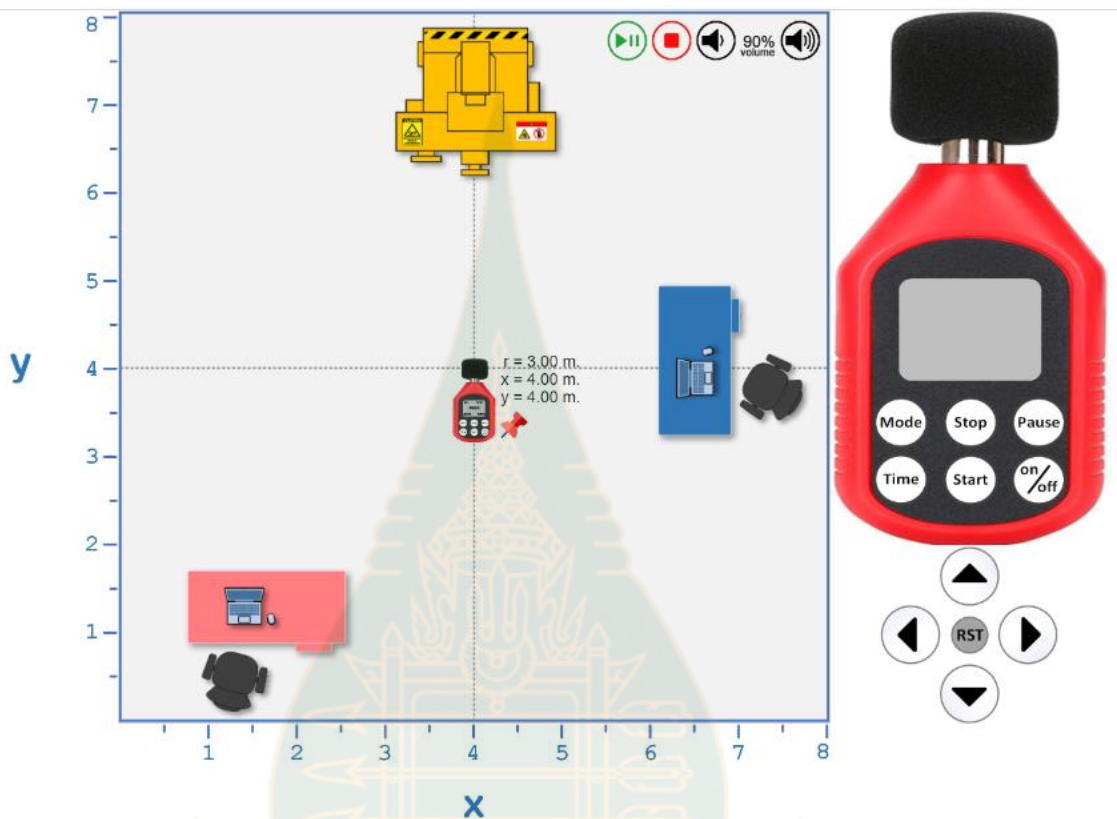 8
90%
volume
7
6
5
y
4
r = 3.00 m.
x = 4.00 m.
y = 4.00 m.
3
2
1
1 2 3 4 5 6 7 8
x
Mode Stop Pause
Time Start on/off
RST